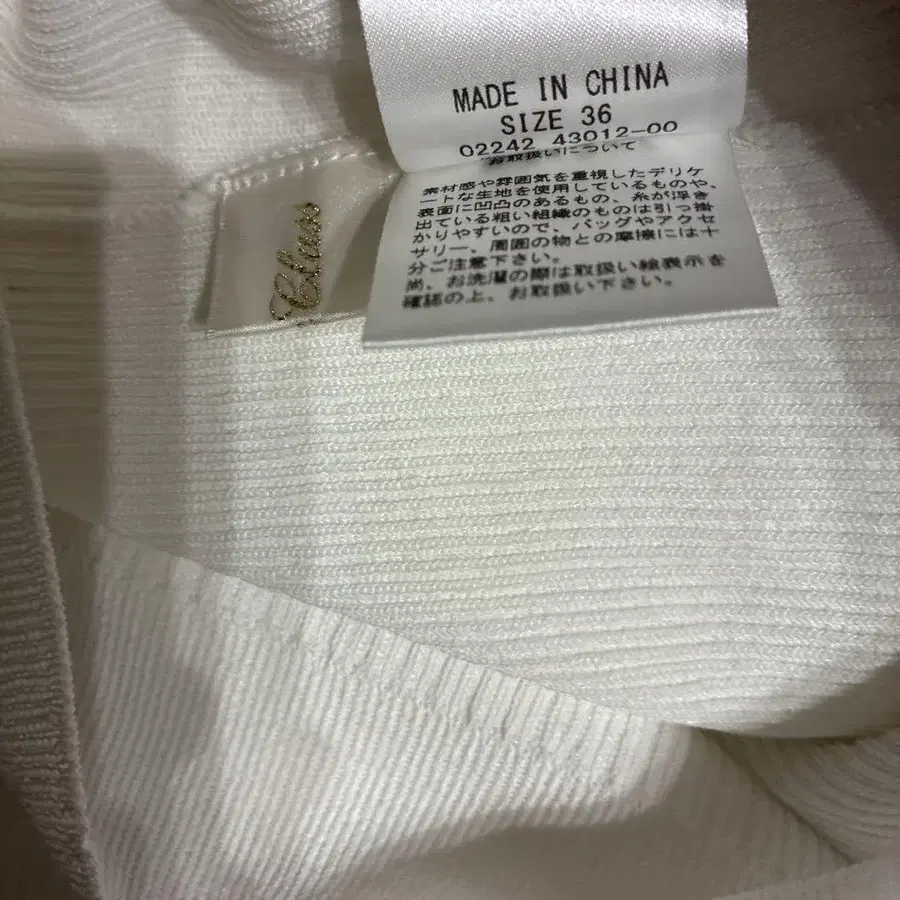 MADE IN CHINA
SIZE 36
02242 43012-00
お取扱いについて
素材感や雰囲気を重視したデリケ
ートな生地を使用しているものや、
表面に凹凸のあるもの、糸が浮き
出ている粗い組織のものは引っ掛
かりやすいので、バッグやアクセ
サリー、周囲の物との摩擦には十
分ご注意下さい。
尚、お洗濯の際は取扱い絵表示を
確認の上、お取扱い下さい。
Class